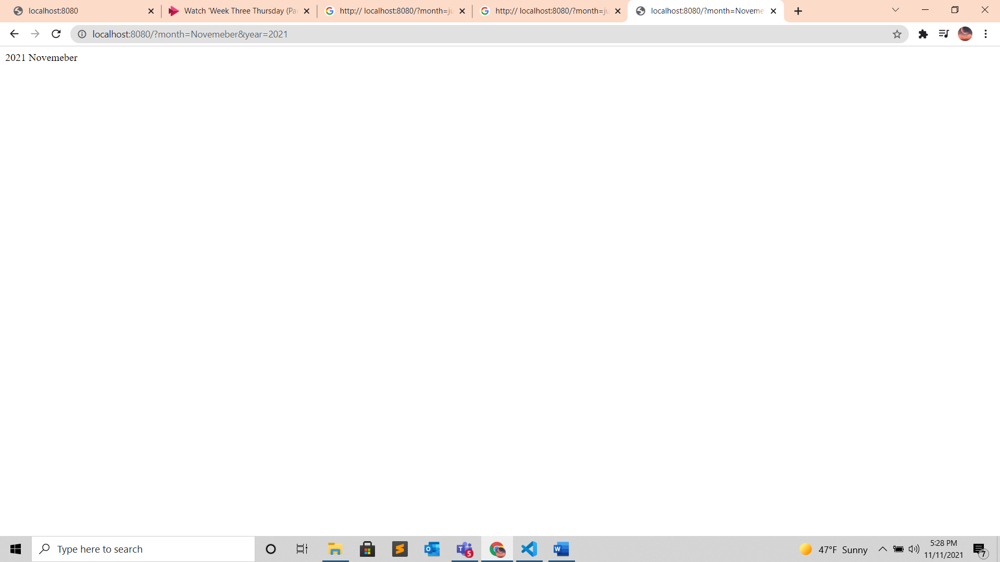 localhost:8080
Watch 'Week Three Thursday (Pa
http:// localhost:8080/?month=ju
http:// localhost:8080/?month=ju
localhost:8080/?month=Noveme
localhost:8080/?month=Novemeber&year=2021
2021 Novemeber
Type here to search
5
47°F Sunny
5:28 PM
11/11/2021
7